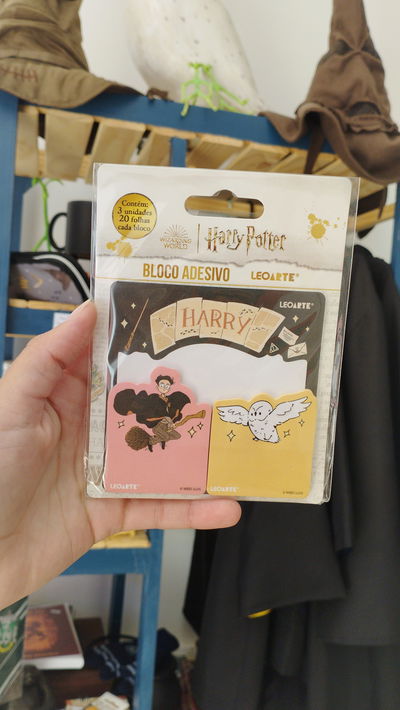 Contém:
3 unidades
20 folhas
cada bloco
WIZARDING
WORLD
Harry Potter
BLOCO ADESIVO
LEOARTE
LEOARTE
HARRY
LEOARTE
LEOARTE